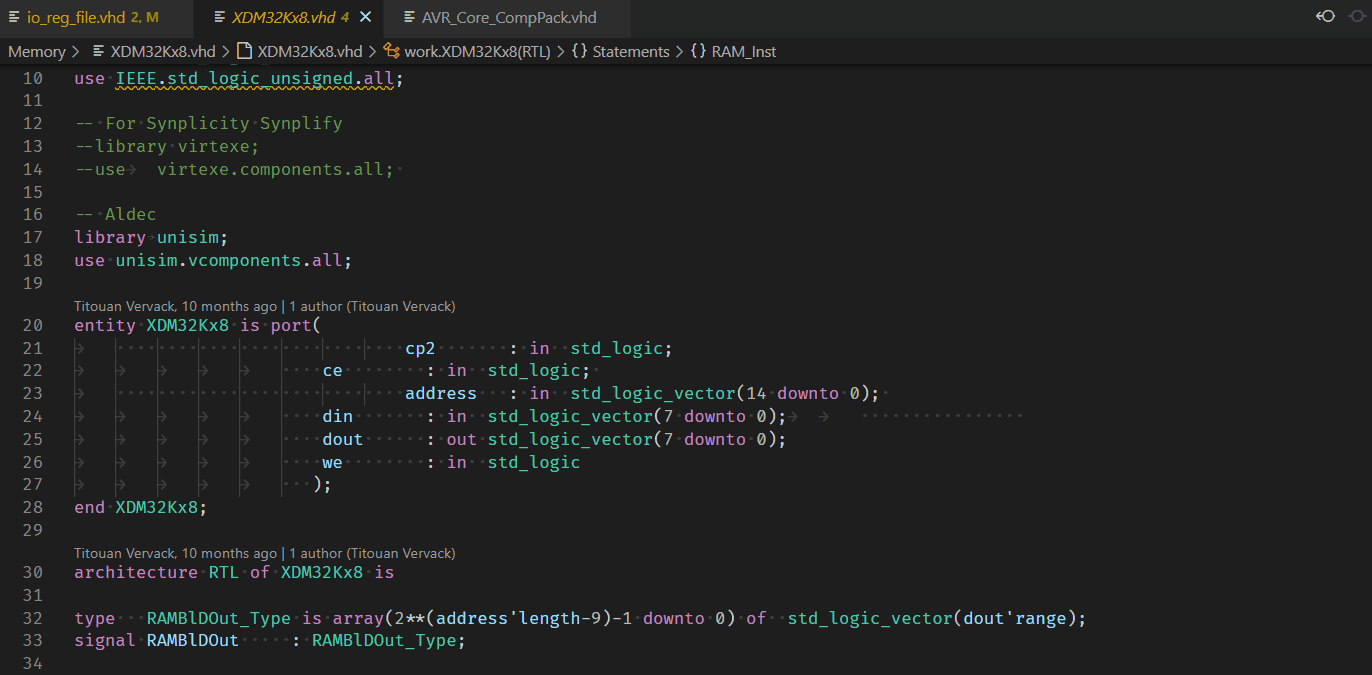 io_reg_file.vhd 2, M XDM32Kx8.vhd 4 AVR_Core_CompPack.vhd
Memory > XDM32Kx8.vhd > XDM32Kx8.vhd > work.XDM32Kx8(RTL) > {} Statements > {} RAM_Inst
10 use IEEE.std_logic_unsigned.all;
11
12 -- For Synplicity Synplify
13 --library virtexe;
14 --use virtexe.components.all;
15
16 -- Aldec
17 library unisim;
18 use unisim.vcomponents.all;
19
Titouan Vervack, 10 months ago | 1 author (Titouan Vervack)
20 entity XDM32Kx8 is port(
21 cp2 : in std_logic;
22 ce : in std_logic;
23 address : in std_logic_vector(14 downto 0);
24 din : in std_logic_vector(7 downto 0);
25 dout : out std_logic_vector(7 downto 0);
26 we : in std_logic
27 );
28 end XDM32Kx8;
29
Titouan Vervack, 10 months ago | 1 author (Titouan Vervack)
30 architecture RTL of XDM32Kx8 is
31
32 type RAMBlDOut_Type is array(2**(address'length-9)-1 downto 0) of std_logic_vector(dout'range);
33 signal RAMBlDOut : RAMBlDOut_Type;
34